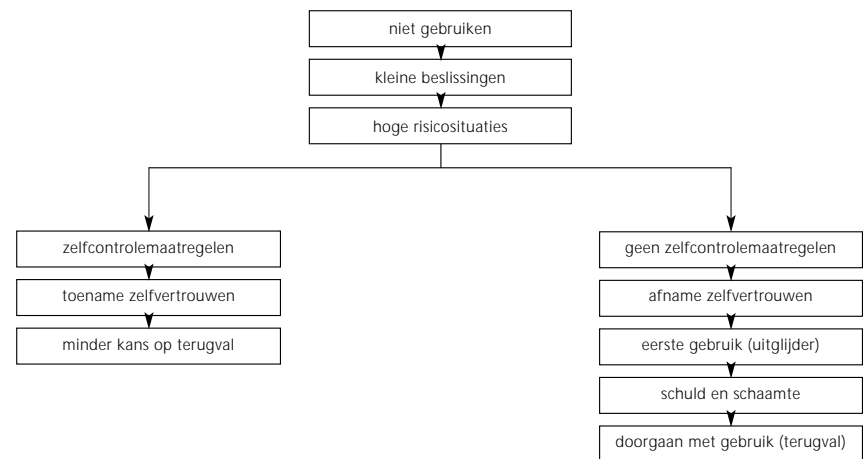 niet gebruiken
kleine beslissingen
hoge risicosituaties
zelfcontrolemaatregelen
toename zelfvertrouwen
minder kans op terugval
geen zelfcontrolemaatregelen
afname zelfvertrouwen
eerste gebruik (uitglijder)
schuld en schaamte
doorgaan met gebruik (terugval)